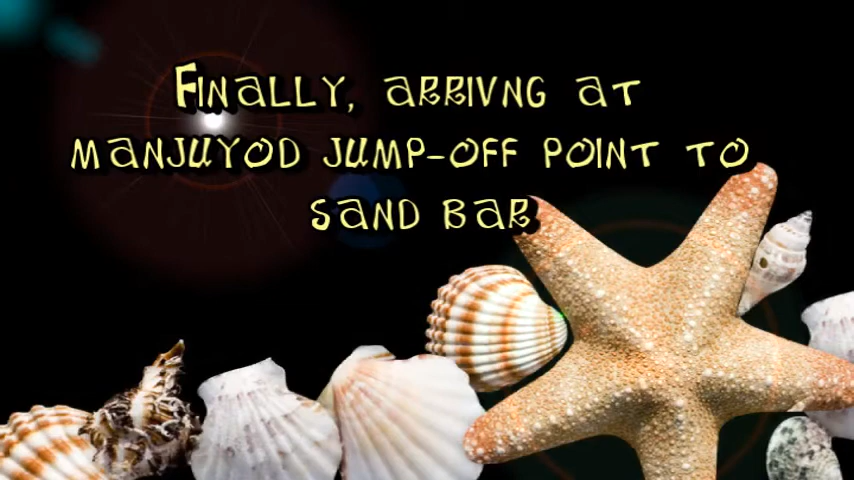 Finally, arrivng at
manjuyod jump-off point to
sand bar